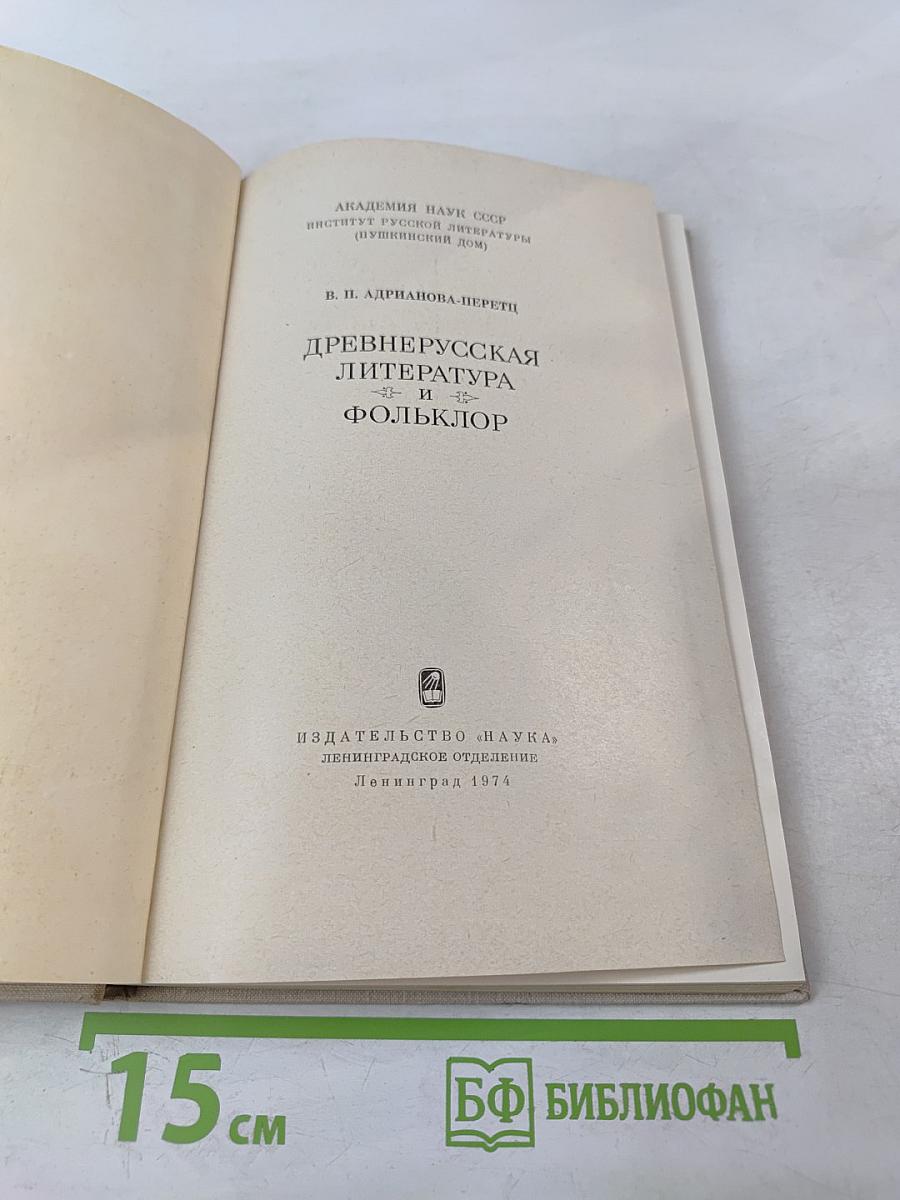 АКАДЕМИЯ НАУК СССР
ИНСТИТУТ РУССКОЙ ЛИТЕРАТУРЫ
(ПУШКИНСКИЙ ДОМ)
В. П. АДРИАНОВА-ПЕРЕТЦ
ДРЕВНЕРУССКАЯ
ЛИТЕРАТУРА
И
ФОЛЬКЛОР
ИЗДАТЕЛЬСТВО «НАУКА»
ЛЕНИНГРАДСКОЕ ОТДЕЛЕНИЕ
Ленинград 1974
15 см
БФ БИБЛИОФАН